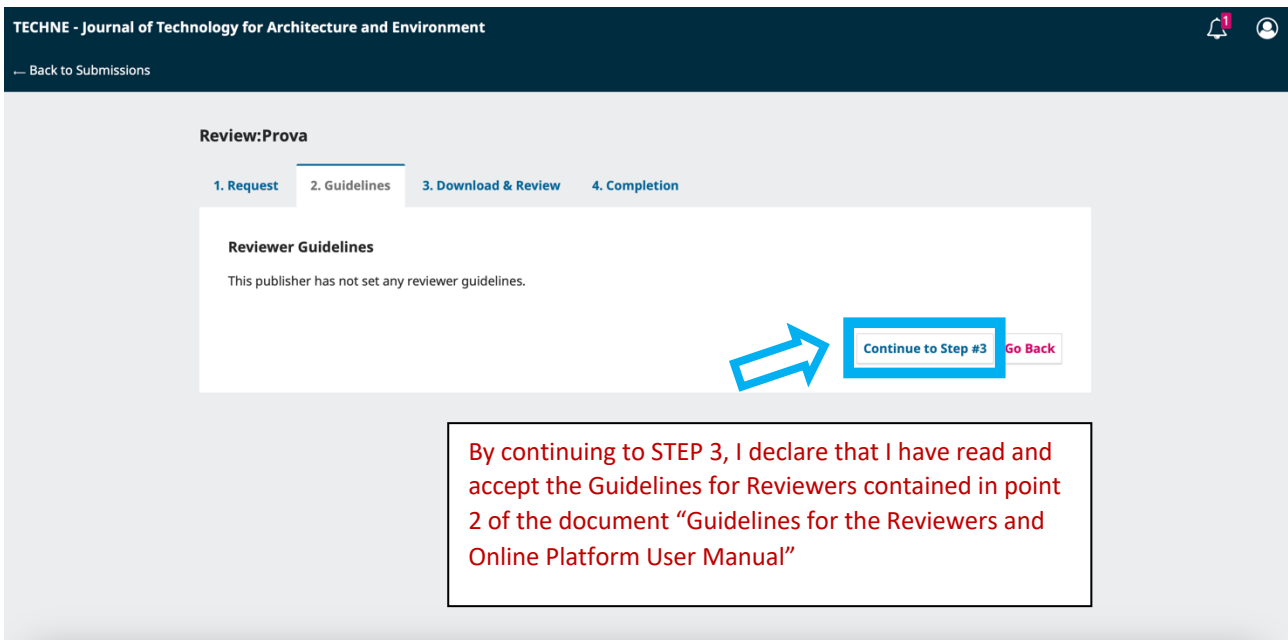 TECHNE - Journal of Technology for Architecture and Environment
1
← Back to Submissions
Review:Prova
1. Request 2. Guidelines 3. Download & Review 4. Completion
Reviewer Guidelines
This publisher has not set any reviewer guidelines.
Continue to Step #3 Go Back
By continuing to STEP 3, I declare that I have read and
accept the Guidelines for Reviewers contained in point
2 of the document “Guidelines for the Reviewers and
Online Platform User Manual”